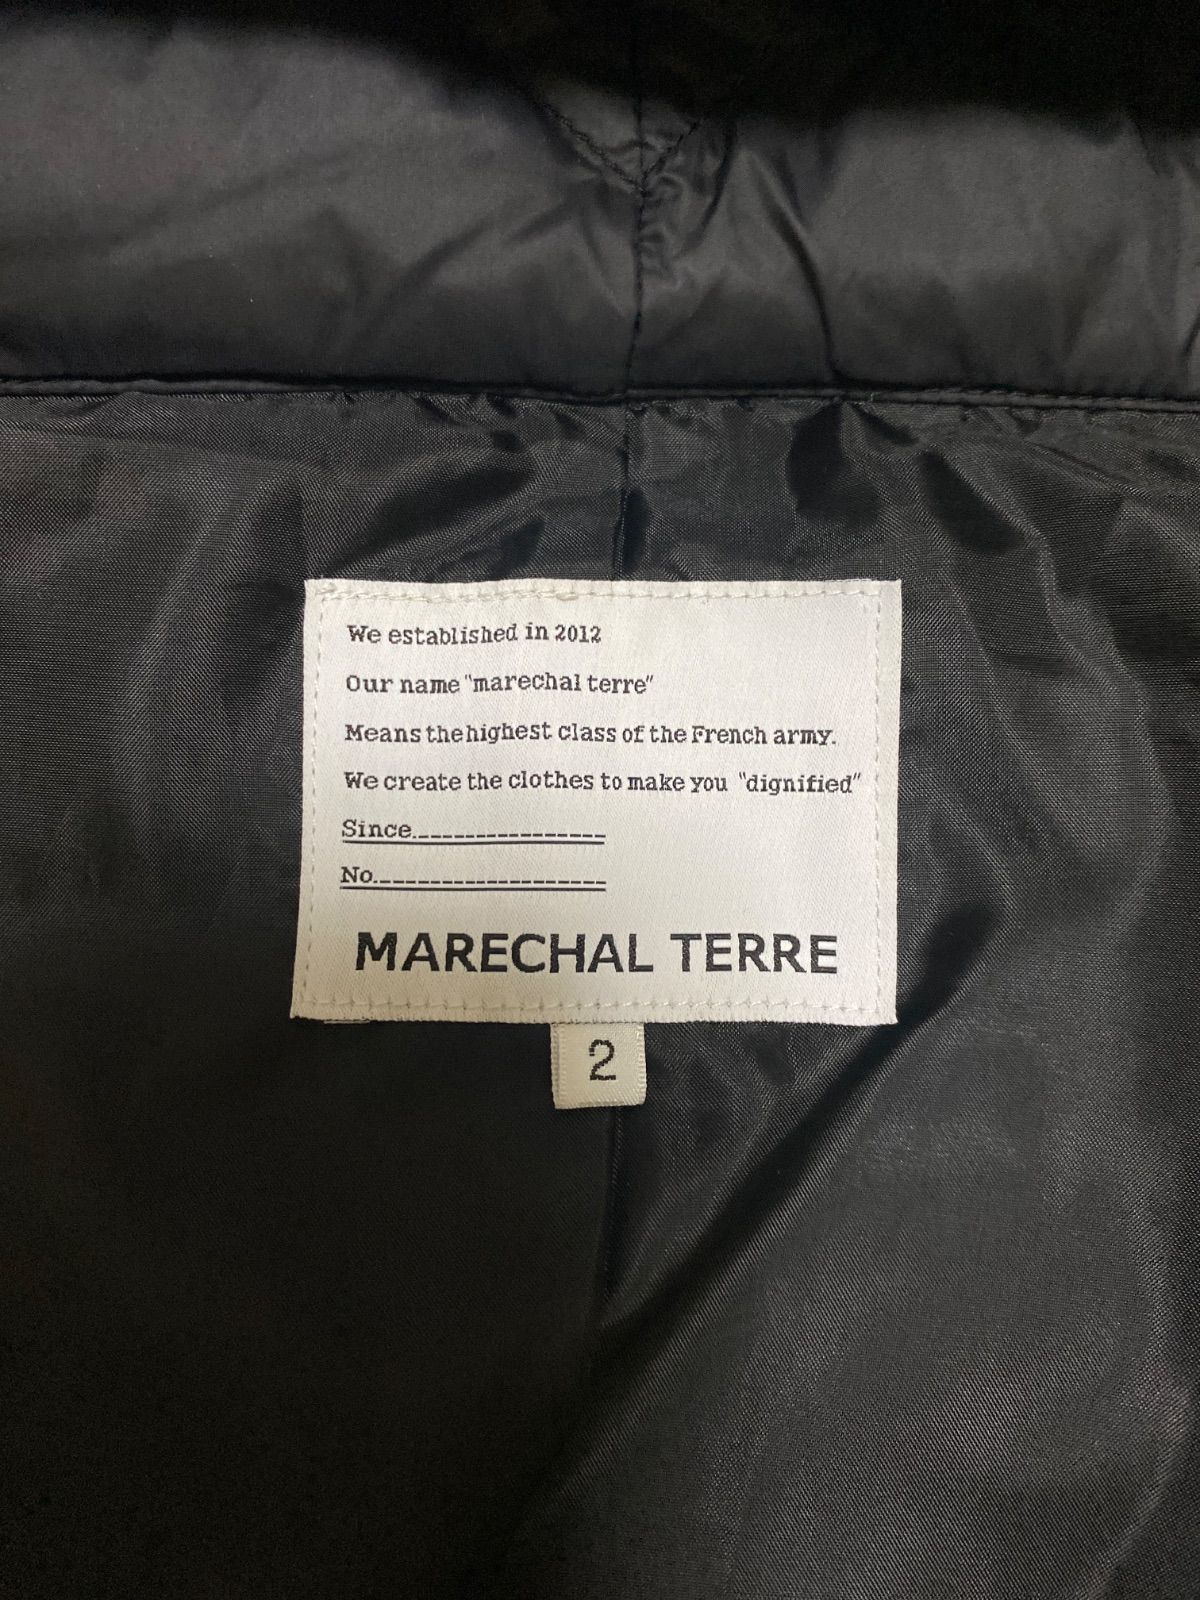 We established in 2012
Our name "marechal terre"
Means the highest class of the French army.
We create the clothes to make you "dignified"
Since
No
MARECHAL TERRE
2